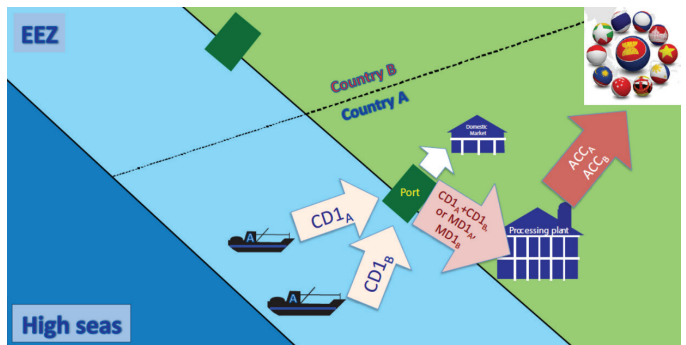 EEZ
Country B
Country A
Domestic
Market
Port
CD1A
CD1B
CD1A+CD1B,
or MD1A,
MD1B
ACCA
ACCB
Processing plant
A
A
High seas